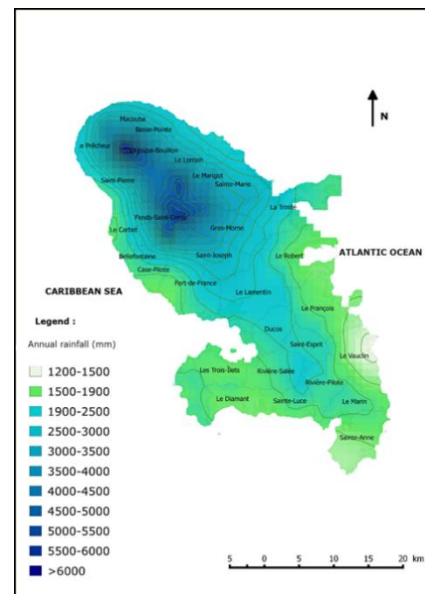 N
Macouba
Basse-Pointe
e Prêcheur
Ajoupa-Bouillon
Le Lorrain
Le Marigot
Saint-Pierre
Sainte-Marie
La Trinité
Fonds-Saint-Denis
Le Carbet
Gros-Morne
Bellefontaine
Saint-Joseph
Le Robert
ATLANTIC OCEAN
Case-Pilote
Fort-de-France
CARIBBEAN SEA
Le Lamentin
Le François
Legend :
Annual rainfall (mm)
Ducos
Saint-Esprit
Le Vauclin
Les Trois-Îlets
Rivière-Salée
Rivière-Pilote
Le Diamant
Sainte-Luce
Le Marin
Sainte-Anne
1200-1500
1500-1900
1900-2500
2500-3000
3000-3500
3500-4000
4000-4500
4500-5000
5000-5500
5500-6000
>6000
5 0 5 10 15 20 km